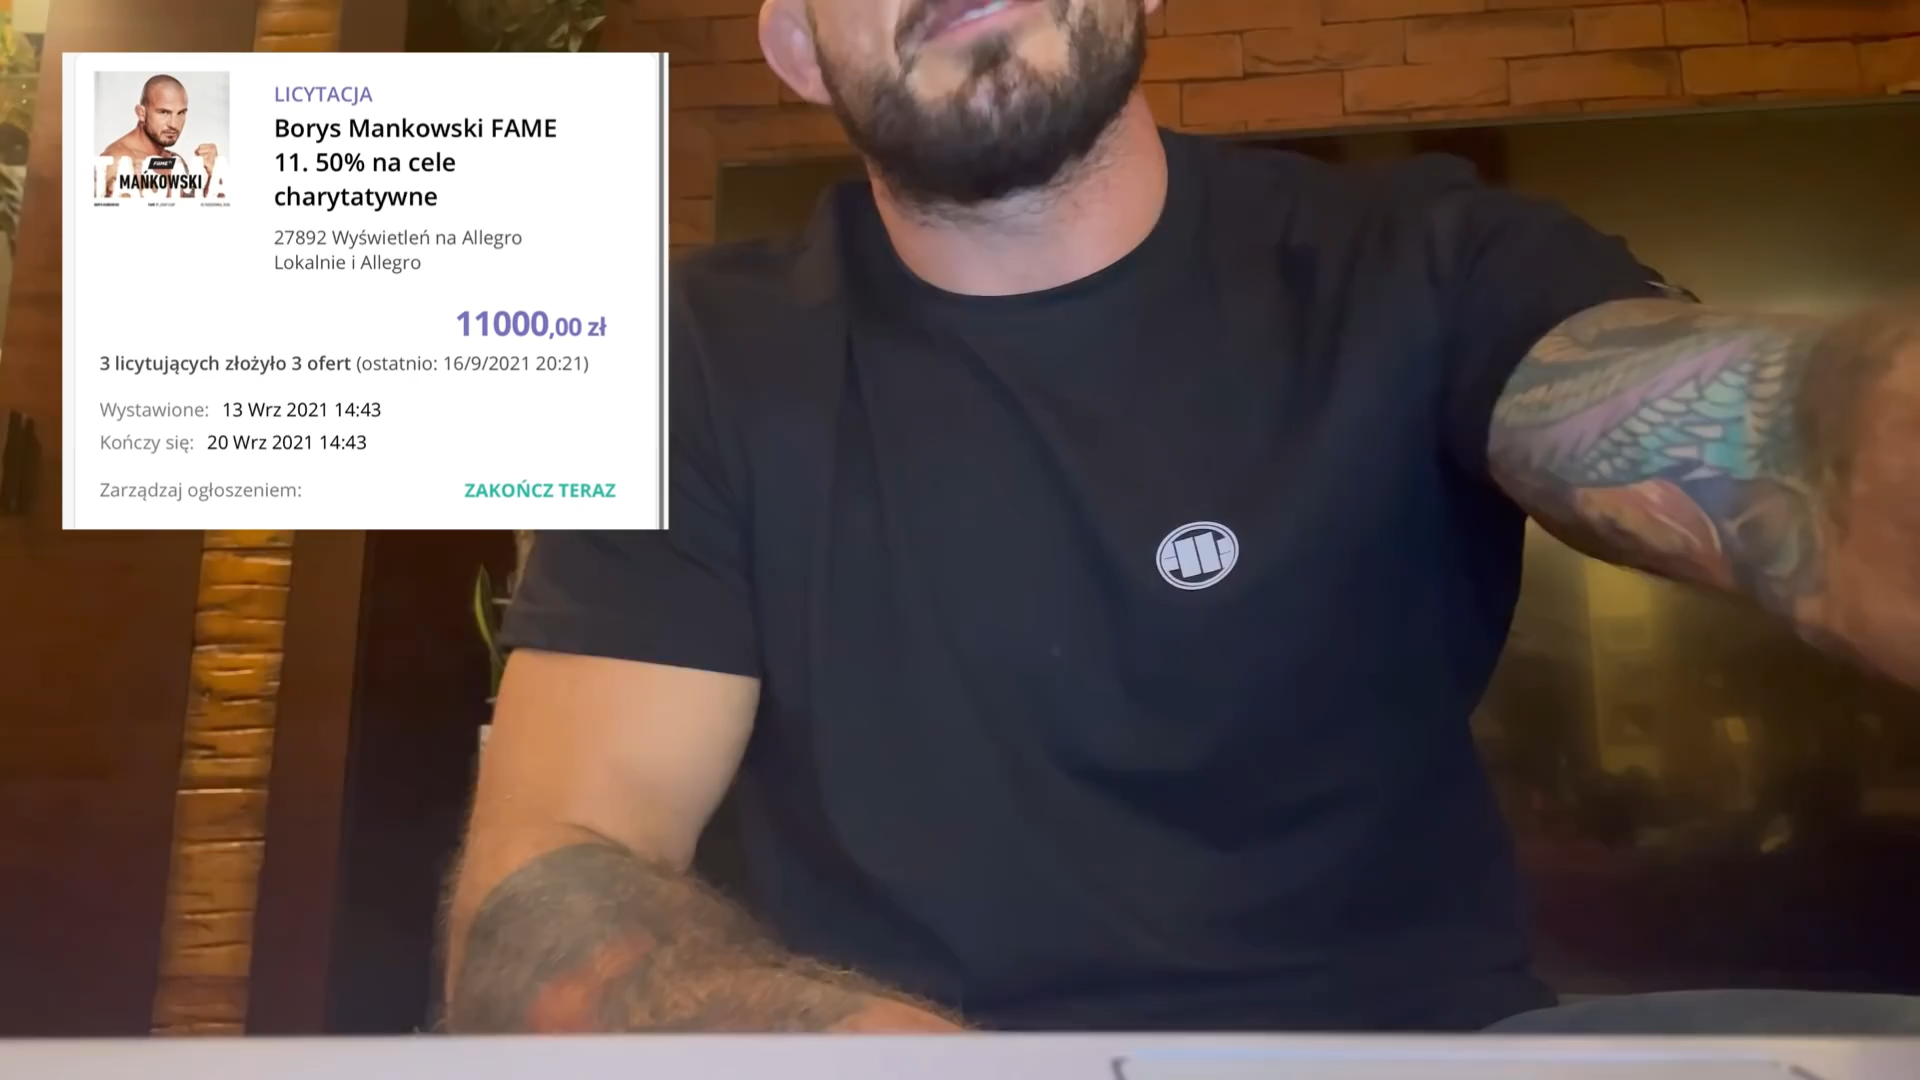 LICYTACJA
Borys Mankowski FAME
11. 50% na cele
charytatywne
27892 Wyświetleń na Allegro
Lokalnie i Allegro
MAŃKOWSKI
11000,00 zł
3 licytujących złożyło 3 ofert (ostatnio: 16/9/2021 20:21)
Wystawione: 13 Wrz 2021 14:43
Kończy się: 20 Wrz 2021 14:43
Zarządzaj ogłoszeniem: ZAKOŃCZ TERAZ